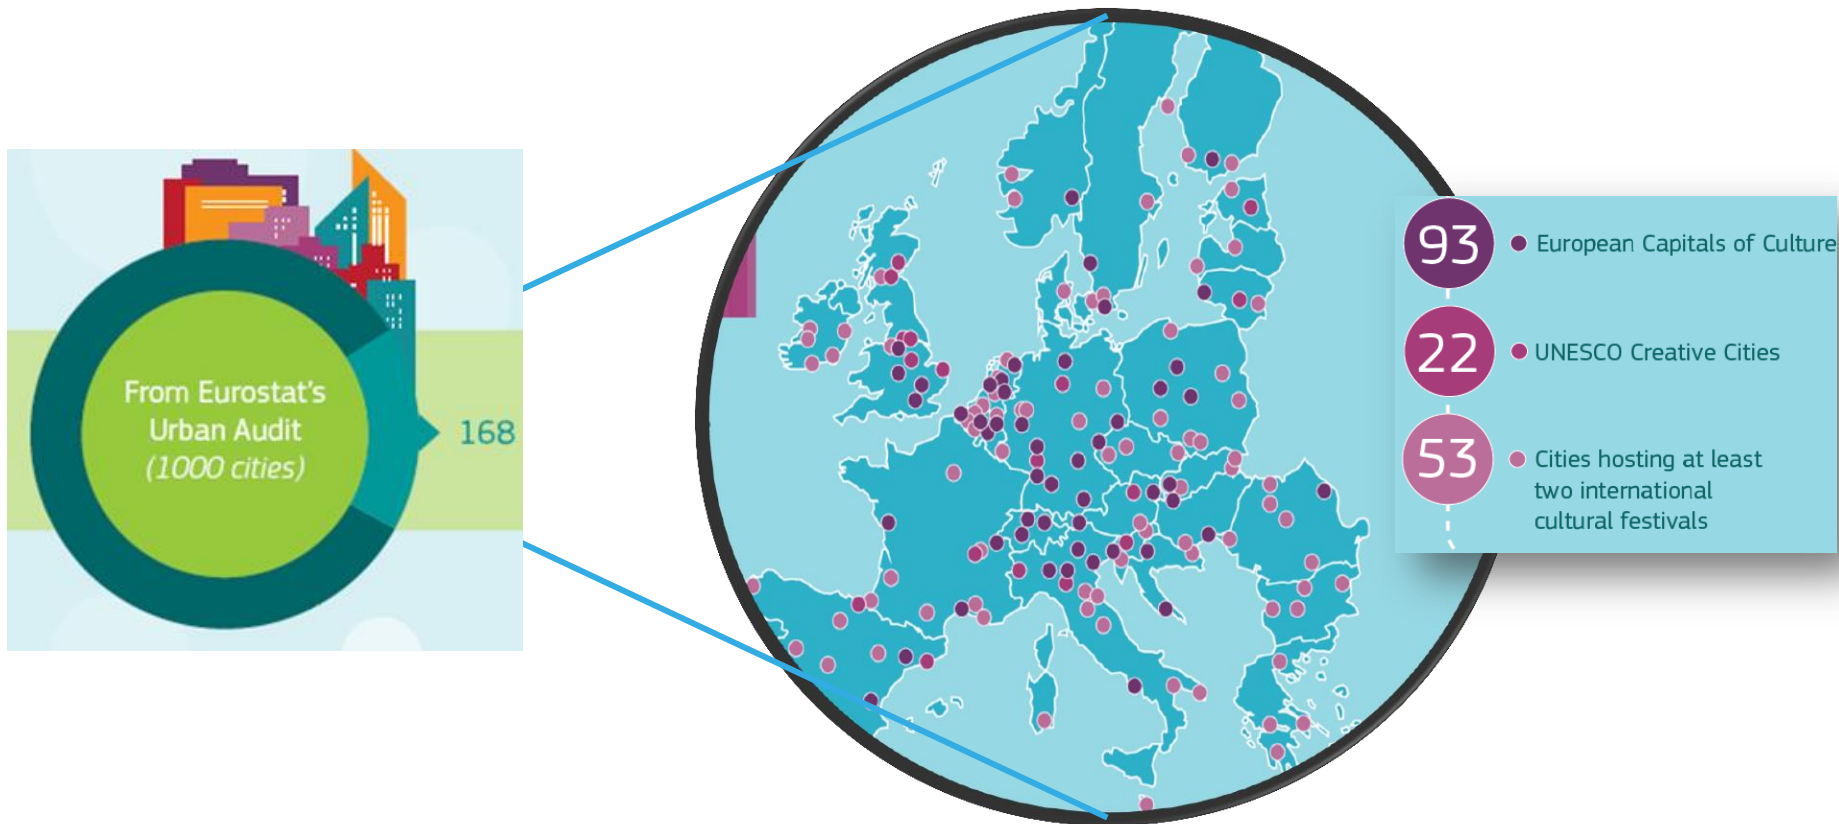 From Eurostat's
Urban Audit
(1000 cities)
168
93
European Capitals of Culture
22
UNESCO Creative Cities
53
Cities hosting at least
two international
cultural festivals